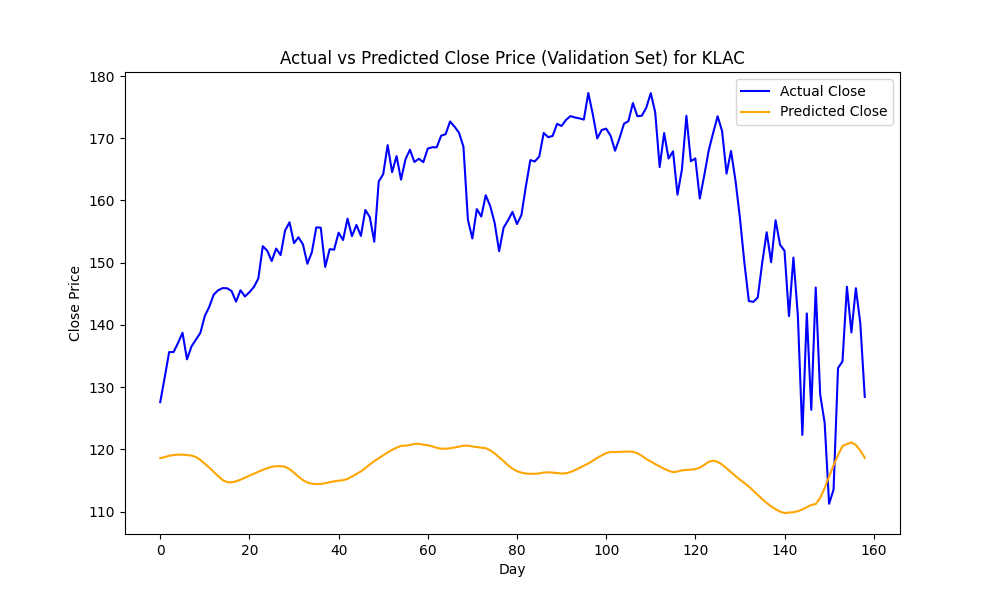 Actual vs Predicted Close Price (Validation Set) for KLAC
Actual Close
Predicted Close
Close Price
180
170
160
150
140
130
120
110
0 20 40 60 80 100 120 140 160
Day